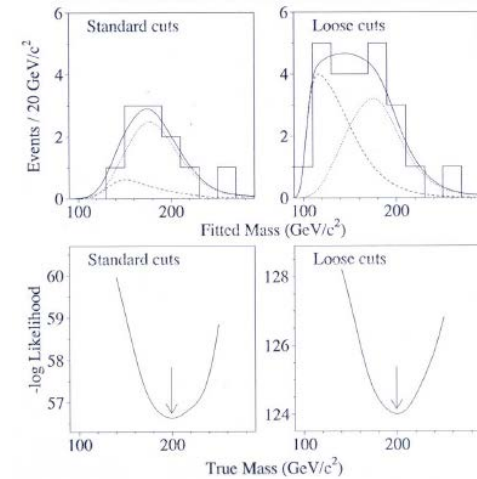 Standard cuts
Loose cuts
Events / 20 GeV/c²
6
4
2
0
6
4
2
0
100
200
100
200
Fitted Mass (GeV/c²)
Standard cuts
Loose cuts
-log Likelihood
60
59
58
57
128
126
124
100
200
100
200
True Mass (GeV/c²)